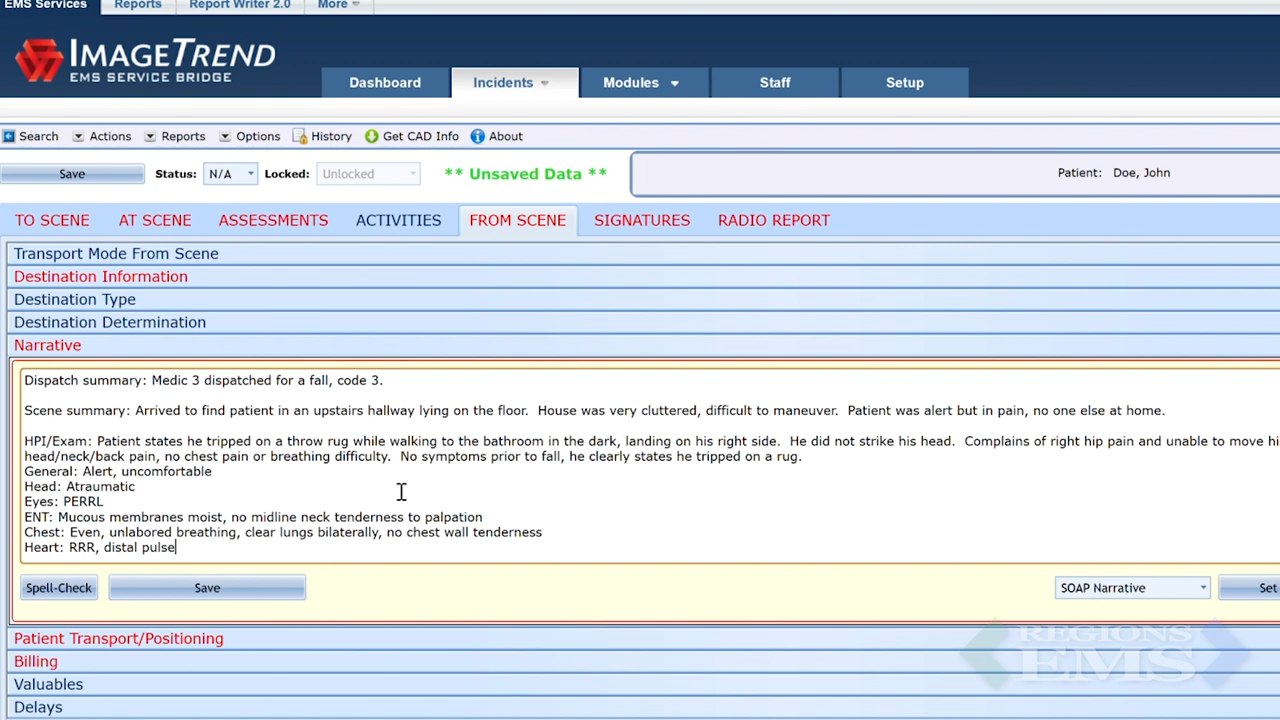 EMS Services Reports Report Writer 2.0 More
IMAGETREND
EMS SERVICE BRIDGE
Dashboard Incidents Modules Staff Setup
Search Actions Reports Options History Get CAD Info About
Save Status: N/A Locked: Unlocked ** Unsaved Data ** Patient: Doe, John
TO SCENE AT SCENE ASSESSMENTS ACTIVITIES FROM SCENE SIGNATURES RADIO REPORT
Transport Mode From Scene
Destination Information
Destination Type
Destination Determination
Narrative
Dispatch summary: Medic 3 dispatched for a fall, code 3.
Scene summary: Arrived to find patient in an upstairs hallway lying on the floor. House was very cluttered, difficult to maneuver. Patient was alert but in pain, no one else at home.
HPI/Exam: Patient states he tripped on a throw rug while walking to the bathroom in the dark, landing on his right side. He did not strike his head. Complains of right hip pain and unable to move hi
head/neck/back pain, no chest pain or breathing difficulty. No symptoms prior to fall, he clearly states he tripped on a rug.
General: Alert, uncomfortable
Head: Atraumatic
Eyes: PERRL
ENT: Mucous membranes moist, no midline neck tenderness to palpation
Chest: Even, unlabored breathing, clear lungs bilaterally, no chest wall tenderness
Heart: RRR, distal pulse
Spell-Check Save SOAP Narrative Set
Patient Transport/Positioning
REGIONS
EMS
Billing
Valuables
Delays